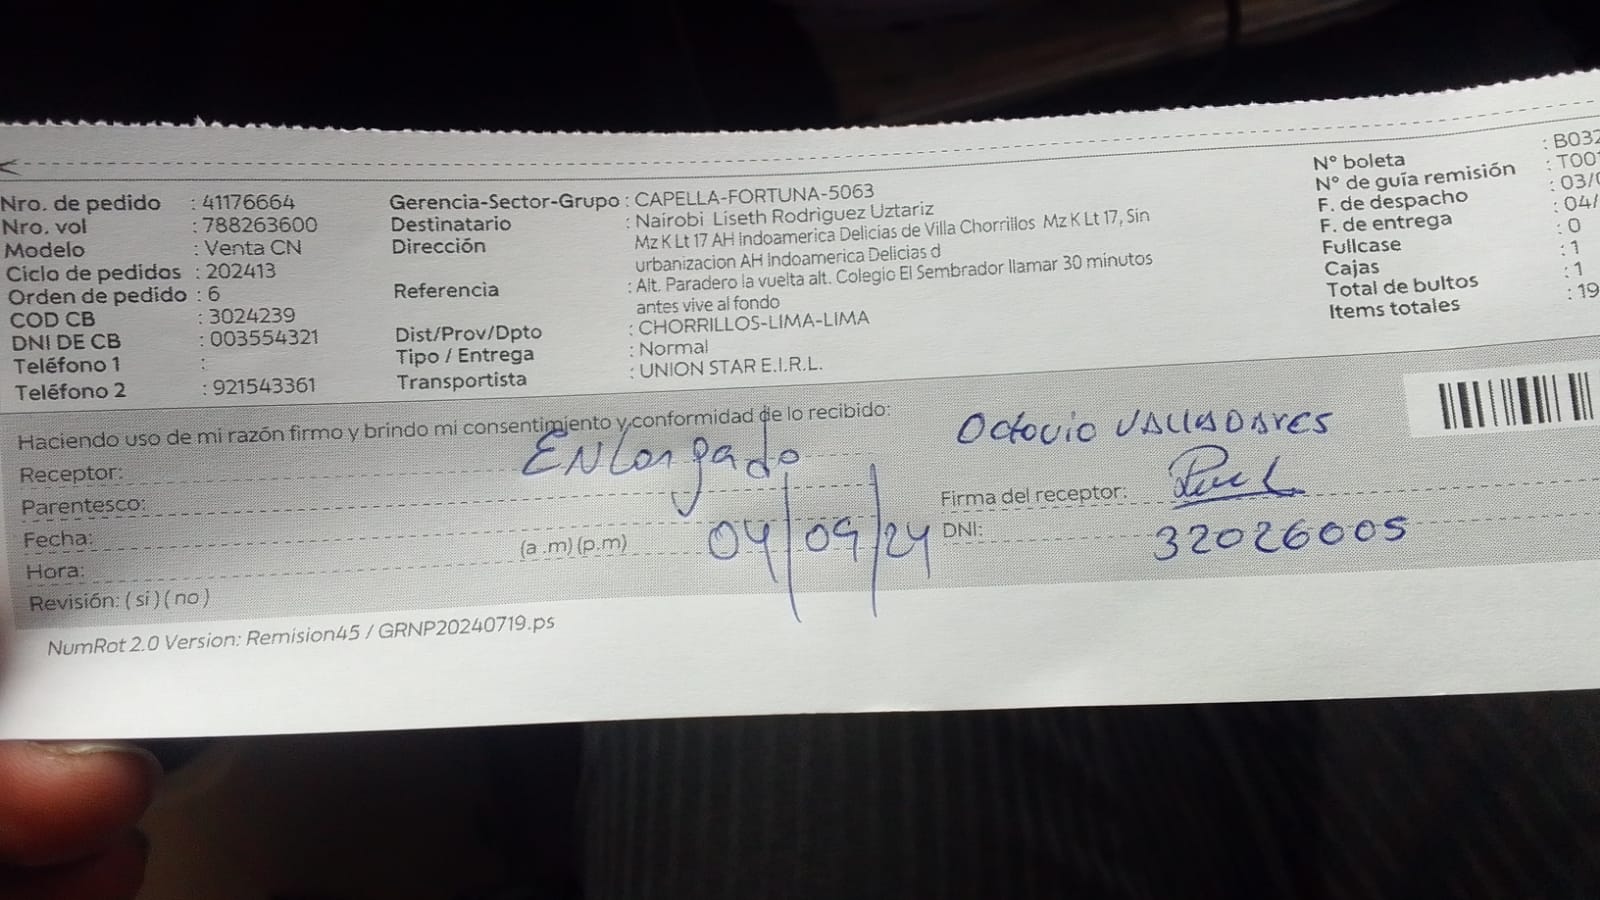 Nro. de pedido : 41176664
Nro. vol : 788263600
Modelo : Venta CN
Ciclo de pedidos : 202413
Orden de pedido : 6
COD CB : 3024239
DNI DE CB : 003554321
Teléfono 1 :
Teléfono 2 : 921543361
Gerencia-Sector-Grupo : CAPELLA-FORTUNA-5063
Destinatario : Nairobi Liseth Rodriguez Uztariz
Dirección : Mz K Lt 17 AH Indoamerica Delicias de Villa Chorrillos Mz K Lt 17, Sin
urbanizacion AH Indoamerica Delicias d
Referencia : Alt. Paradero la vuelta alt. Colegio El Sembrador llamar 30 minutos
antes vive al fondo
Dist/Prov/Dpto : CHORRILLOS-LIMA-LIMA
Tipo / Entrega : Normal
Transportista : UNION STAR E.I.R.L.
N° boleta : B032
N° de guía remisión : T001
F. de despacho : 03/0
F. de entrega : 04/
Fullcase : 0
Cajas : 1
Total de bultos : 1
Items totales : 19
Haciendo uso de mi razón firmo y brindo mi consentimiento y conformidad de lo recibido:
Receptor: ENCargado
Parentesco:
Fecha: 04/09/24
Hora: (a .m) (p.m)
Revisión: ( si ) ( no )
Octavio VALLADARES
Firma del receptor:
DNI: 32026005
NumRot 2.0 Version: Remision45 / GRNP20240719.ps